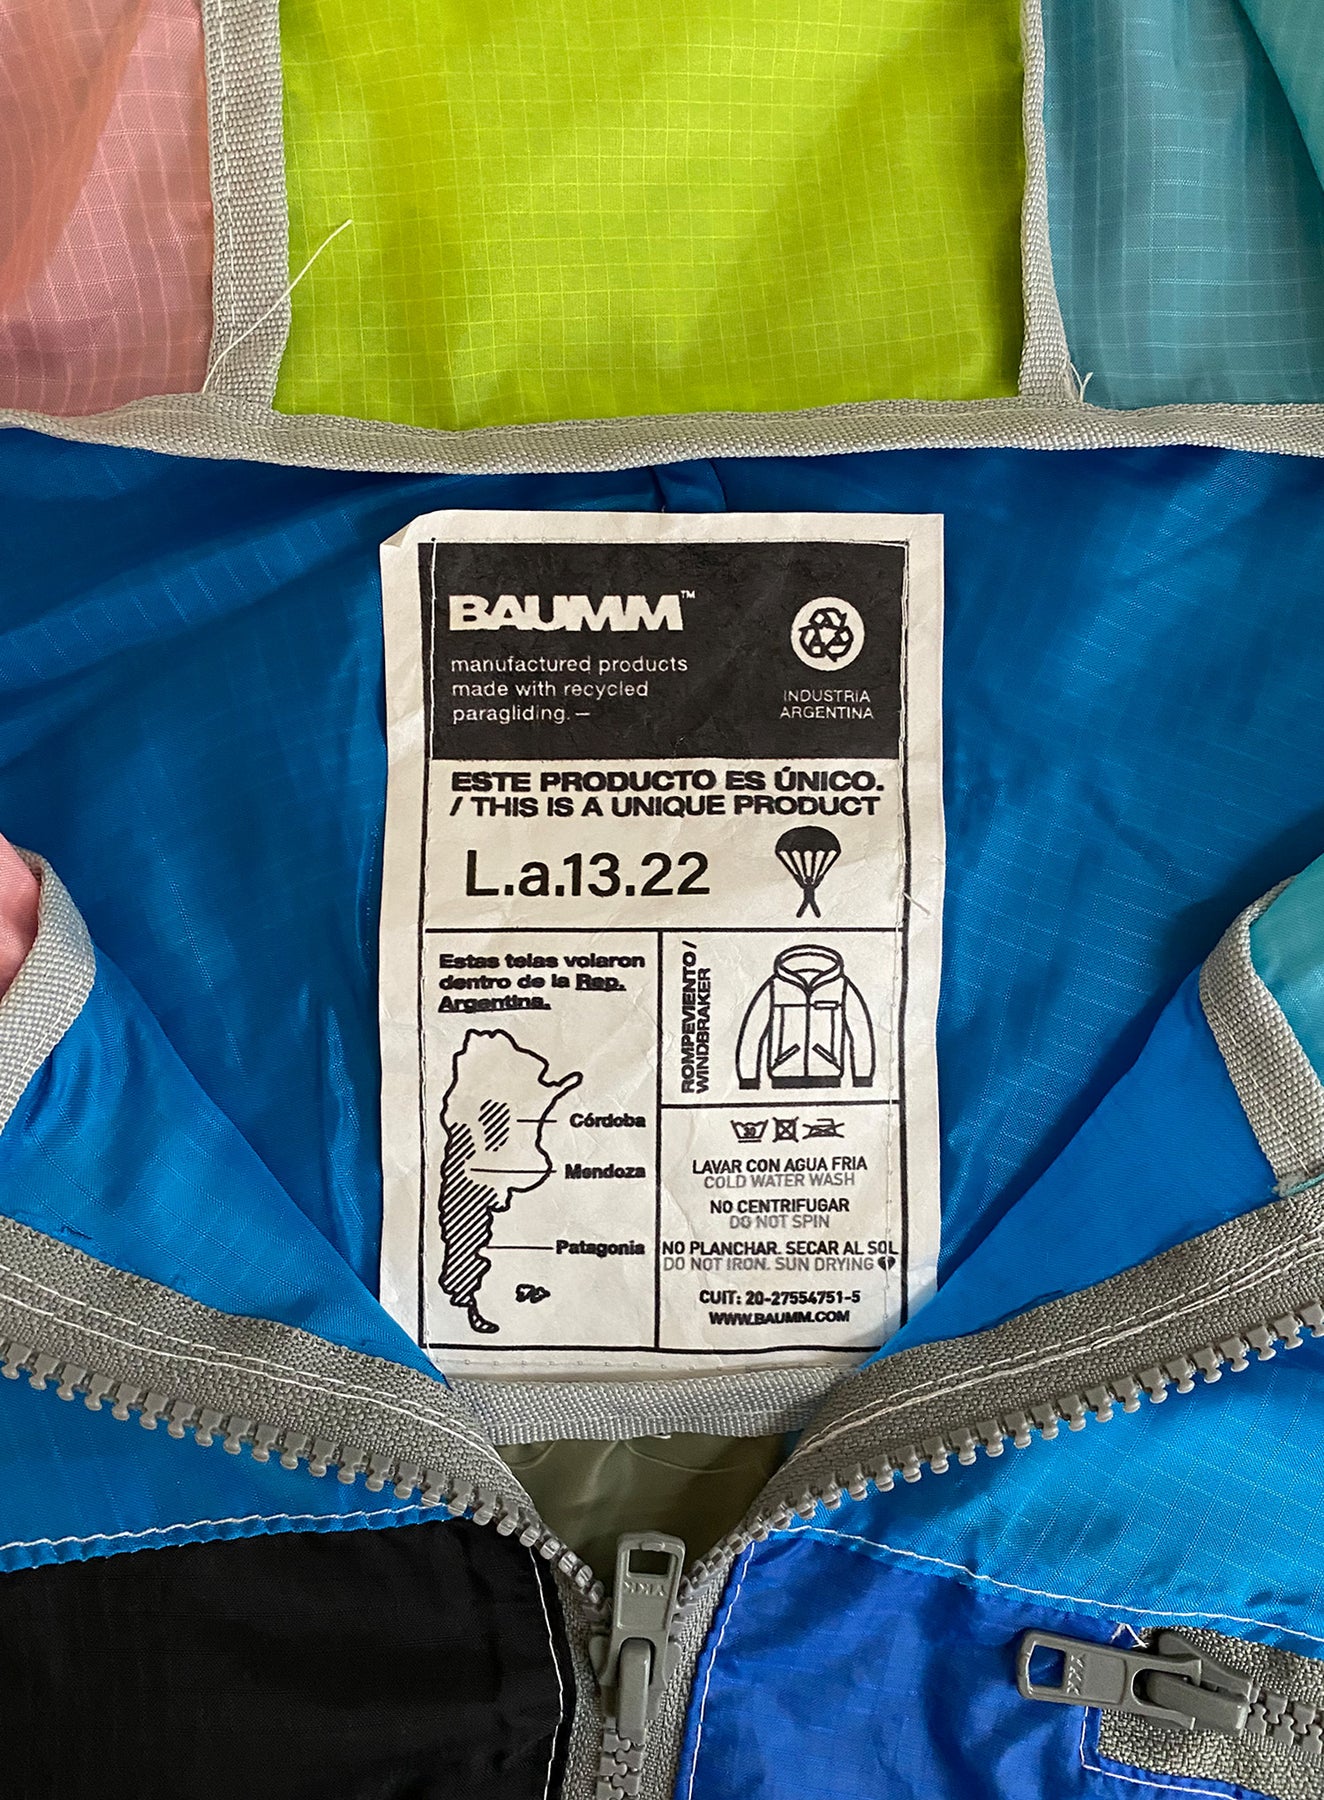 BAUMM™
manufactured products
made with recycled
paragliding.—
INDUSTRIA
ARGENTINA
ESTE PRODUCTO ES ÚNICO.
/ THIS IS A UNIQUE PRODUCT
L.a.13.22
Estas telas volaron
dentro de la Rep.
Argentina.
Córdoba
Mendoza
Patagonia
ROMPEVIENTO /
WINDBRAKER
30
LAVAR CON AGUA FRIA
COLD WATER WASH
NO CENTRIFUGAR
DO NOT SPIN
NO PLANCHAR. SECAR AL SOL
DO NOT IRON. SUN DRYING
CUIT: 20-27554751-5
WWW.BAUMM.COM
YKK
YKK